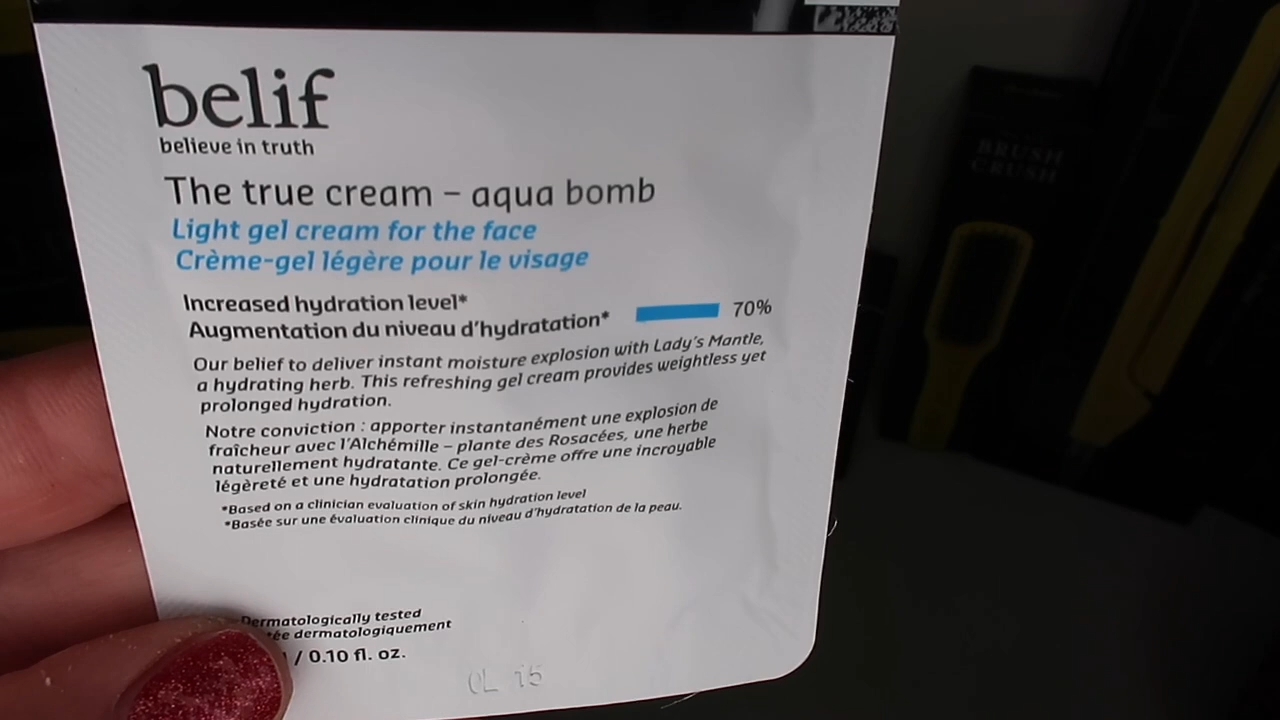 belif
believe in truth
The true cream – aqua bomb
Light gel cream for the face
Crème-gel légère pour le visage
Increased hydration level*
Augmentation du niveau d'hydratation* 70%
Our belief to deliver instant moisture explosion with Lady's Mantle,
a hydrating herb. This refreshing gel cream provides weightless yet
prolonged hydration.
Notre conviction : apporter instantanément une explosion de
fraîcheur avec l'Alchémille – plante des Rosacées, une herbe
naturellement hydratante. Ce gel-crème offre une incroyable
légèreté et une hydratation prolongée.
*Based on a clinician evaluation of skin hydration level
*Basée sur une évaluation clinique du niveau d'hydratation de la peau.
Dermatologically tested
dermatologiquement
/ 0.10 fl. oz.
BRUSH
CRUSH